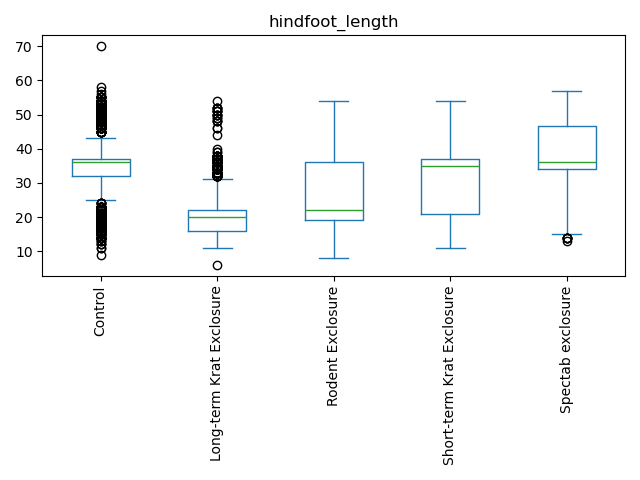 hindfoot_length
70
60
50
40
30
20
10
Control
Long-term Krat Exclosure
Rodent Exclosure
Short-term Krat Exclosure
Spectab exclosure